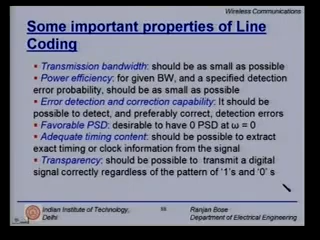 Wireless Communications
Some important properties of Line
Coding
Transmission bandwidth: should be as small as possible
Power efficiency: for given BW, and a specified detection
error probability, should be as small as possible
Error detection and correction capability: It should be
possible to detect, and preferably correct, detection errors
Favorable PSD: desirable to have 0 PSD at ω = 0
Adequate timing content: should be possible to extract
exact timing or clock information from the signal
Transparency: should be possible to  transmit a digital
signal correctly regardless of the pattern of '1's and '0' s
Indian Institute of Technology,
Delhi
Ranjan Bose
Department of Electrical Engineering